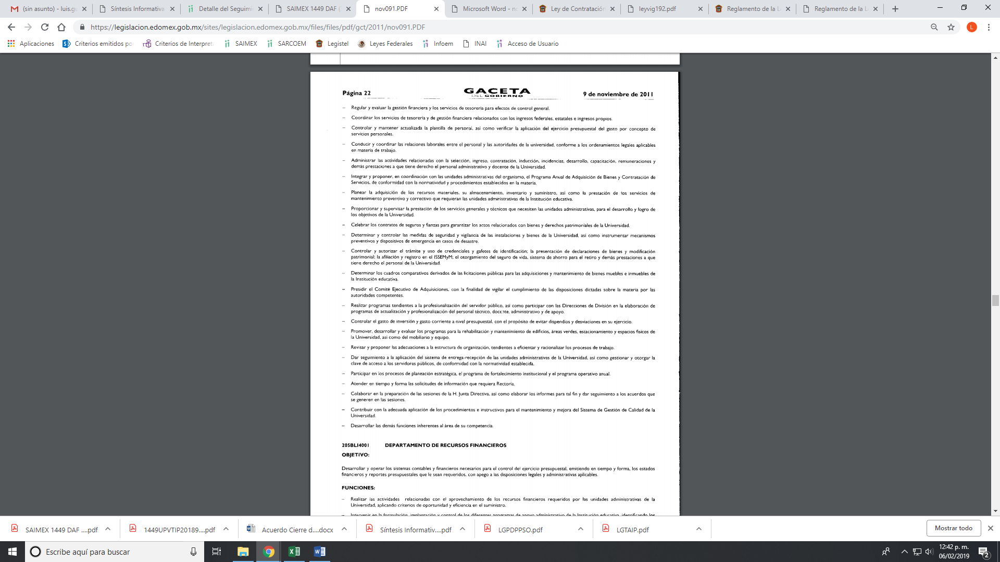 (sin asunto) - luis.g
Síntesis Informativa
Detalle del Seguimi
SAIMEX 1449 DAF (
nov091.PDF
Microsoft Word - no
Ley de Contratación
leyvig192.pdf
Reglamento de la L
Reglamento de la L
https://legislacion.edomex.gob.mx/sites/legislacion.edomex.gob.mx/files/files/pdf/gct/2011/nov091.PDF
L
Aplicaciones
Criterios emitidos po
Criterios de Interpret
SAIMEX
SARCOEM
Legistel
Leyes Federales
Infoem
INAI
Acceso de Usuario
Página 22
GACETA
DEL GOBIERNO
9 de noviembre de 2011
– Regular y evaluar la gestión financiera y los servicios de tesorería para efectos de control general.
– Coordinar los servicios de tesorería y de gestión financiera relacionados con los ingresos federales, estatales e ingresos propios.
– Controlar y mantener actualizada la plantilla de personal, así como verificar la aplicación del ejercicio presupuestal del gasto por concepto de
servicios personales.
– Conducir y coordinar las relaciones laborales entre el personal y las autoridades de la universidad, conforme a los ordenamientos legales aplicables
en materia de trabajo.
– Administrar las actividades relacionadas con la selección, ingreso, contratación, inducción, incidencias, desarrollo, capacitación, remuneraciones y
demás prestaciones a que tiene derecho el personal administrativo y docente de la Universidad.
– Integrar y proponer, en coordinación con las unidades administrativas del organismo, el Programa Anual de Adquisición de Bienes y Contratación de
Servicios, de conformidad con la normatividad y procedimientos establecidos en la materia.
– Planear la adquisición de los recursos materiales, su almacenamiento, inventario y suministro, así como la prestación de los servicios de
mantenimiento preventivo y correctivo que requieran las unidades administrativas de la Institución educativa.
– Proporcionar y supervisar la prestación de los servicios generales y técnicos que necesiten las unidades administrativas, para el desarrollo y logro de
los objetivos de la Universidad.
– Celebrar los contratos de seguros y fianzas para garantizar los actos relacionados con bienes y derechos patrimoniales de la Universidad.
– Determinar y controlar las medidas de seguridad y vigilancia de las instalaciones y bienes de la Universidad, así como instrumentar mecanismos
preventivos y dispositivos de emergencia en casos de desastre.
– Controlar y autorizar el trámite y uso de credenciales y gafetes de identificación; la presentación de declaraciones de bienes y modificación
patrimonial; la afiliación y registro en el ISSEMyM; el otorgamiento del seguro de vida, sistema de ahorro para el retiro y demás prestaciones a que
tiene derecho el personal de la Universidad.
– Determinar los cuadros comparativos derivados de las licitaciones públicas para las adquisiciones y mantenimiento de bienes muebles e inmuebles de
la Institución educativa.
– Presidir el Comité Ejecutivo de Adquisiciones, con la finalidad de vigilar el cumplimiento de las disposiciones dictadas sobre la materia por las
autoridades competentes.
– Realizar programas tendientes a la profesionalización del servidor público, así como participar con las Direcciones de División en la elaboración de
programas de actualización y profesionalización del personal técnico, docente, administrativo y de apoyo.
– Controlar el gasto de inversión y gasto corriente a nivel presupuestal, con el propósito de evitar dispendios y desviaciones en su ejercicio.
– Promover, desarrollar y evaluar los programas para la rehabilitación y mantenimiento de edificios, áreas verdes, estacionamiento y espacios físicos de
la Universidad, así como del mobiliario y equipo.
– Revisar y proponer las adecuaciones a la estructura de organización, tendientes a eficientar y racionalizar los procesos de trabajo.
– Dar seguimiento a la aplicación del sistema de entrega-recepción de las unidades administrativas de la Universidad, así como gestionar y otorgar la
clave de acceso a los servidores públicos, de conformidad con la normatividad establecida.
– Participar en los procesos de planeación estratégica, el programa de fortalecimiento institucional y el programa operativo anual.
– Atender en tiempo y forma las solicitudes de información que requiera Rectoría.
– Colaborar en la preparación de las sesiones de la H. Junta Directiva, así como elaborar los informes para tal fin y dar seguimiento a los acuerdos que
se generen en las sesiones.
– Contribuir con la adecuada aplicación de los procedimientos e instructivos para el mantenimiento y mejora del Sistema de Gestión de Calidad de la
Universidad.
– Desarrollar las demás funciones inherentes al área de su competencia.
205BLI4001 DEPARTAMENTO DE RECURSOS FINANCIEROS
OBJETIVO:
Desarrollar y operar los sistemas contables y financieros necesarios para el control del ejercicio presupuestal, emitiendo en tiempo y forma, los estados
financieros y reportes presupuestales que le sean requeridos, con apego a las disposiciones legales y administrativas aplicables.
FUNCIONES:
– Realizar las actividades relacionadas con el aprovechamiento de los recursos financieros requeridos por las unidades administrativas de la
Universidad, aplicando criterios de oportunidad y eficiencia en el suministro.
– Intervenir en la formulación, implantación y control de los diferentes programas de apoyo administrativo de la Institución educativa, identificando los
SAIMEX 1449 DAF ....pdf
1449UPVTIP20189....pdf
Acuerdo Cierre d....docx
Síntesis Informativ....pdf
LGPDPPSO.pdf
LGTAIP.pdf
Mostrar todo
Escribe aquí para buscar
12:42 p. m.
06/02/2019
2